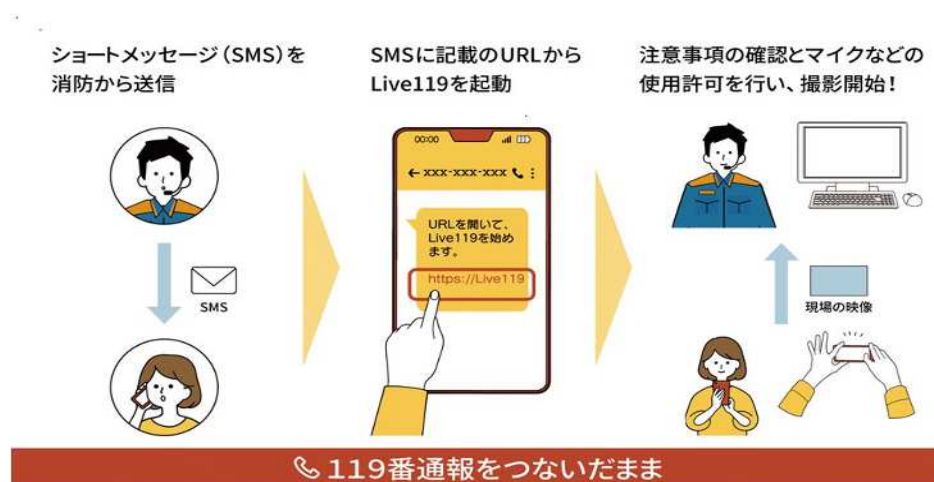 ショートメッセージ（SMS）を
消防から送信
SMS
SMSに記載のURLから
Live119を起動
00:00
xxx-xxx-xxx
URLを開いて、
Live119を始め
ます。
https://Live119
注意事項の確認とマイクなどの
使用許可を行い、撮影開始！
現場の映像
119番通報をつないだまま